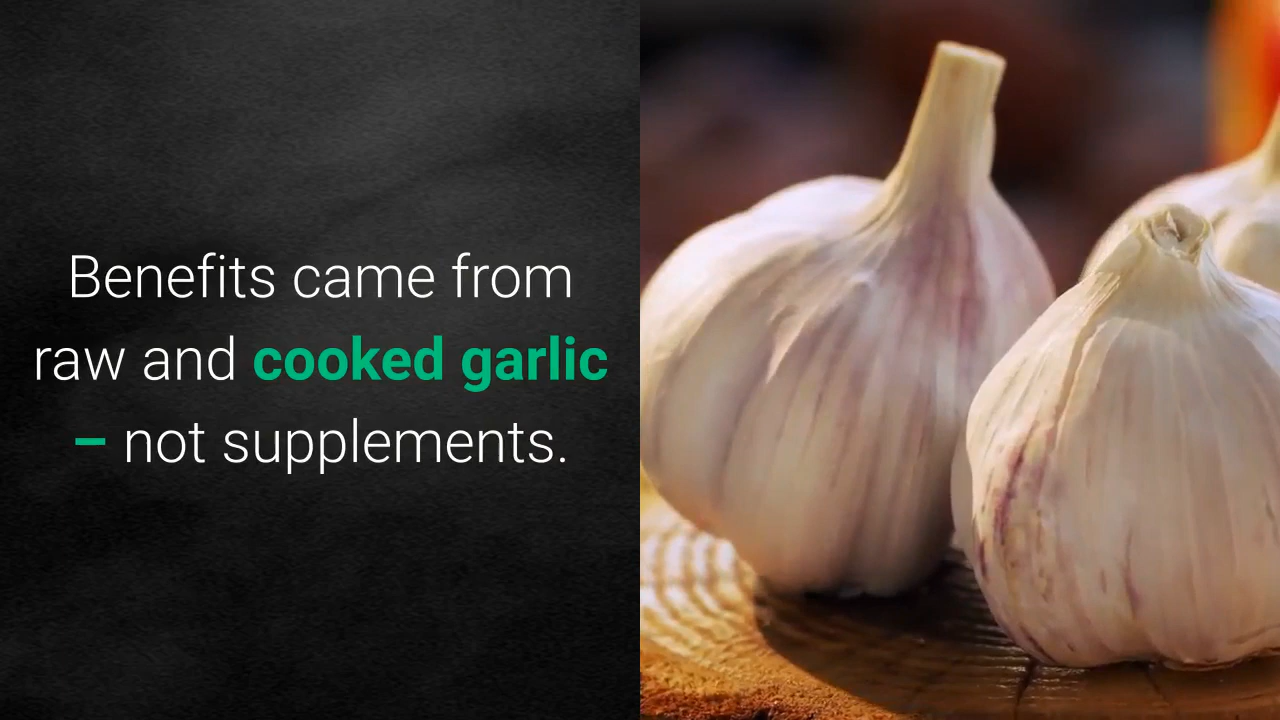 Benefits came from
raw and cooked garlic
– not supplements.